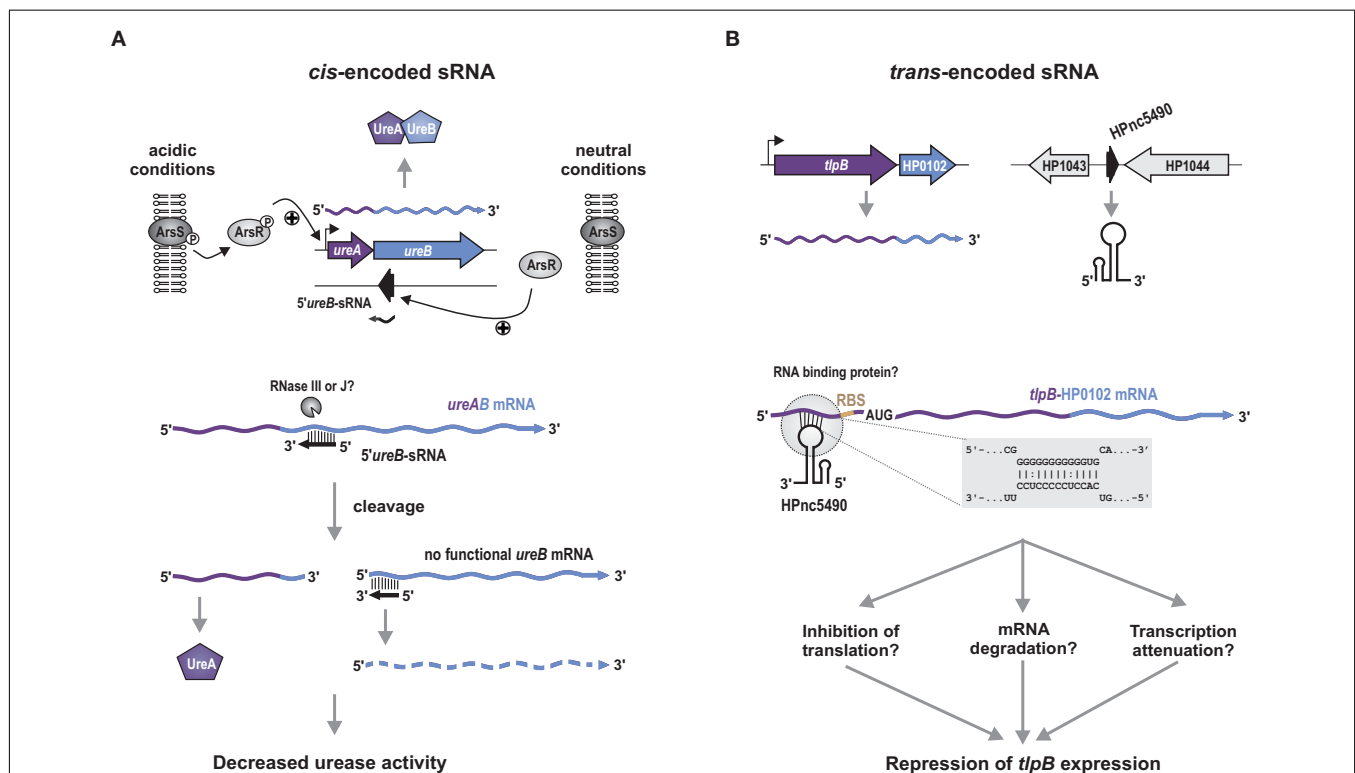 A
cis-encoded sRNA
UreA UreB
acidic
conditions
neutral
conditions
5' 3'
ArsS P
ArsR P
ureA ureB
ArsS
ArsR
5'ureB-sRNA
RNase III or J?
ureAB mRNA
5' 3'
3' 5'
5'ureB-sRNA
cleavage
no functional ureB mRNA
5' 3'
5' 3'
3' 5'
UreA
5' 3'
Decreased urease activity
B
trans-encoded sRNA
HPnc5490
tlpB HP0102
HP1043 HP1044
5' 3'
5' 3'
RNA binding protein?
RBS
tlpB-HP0102 mRNA
5' AUG 3'
5'-...CG CA...-3'
GGGGGGGGGGGUG
||:|||||:||||
CCUCCCCCUCCAC
3'-...UU UG...-5'
3' 5'
HPnc5490
Inhibition of
translation?
mRNA
degradation?
Transcription
attenuation?
Repression of tlpB expression